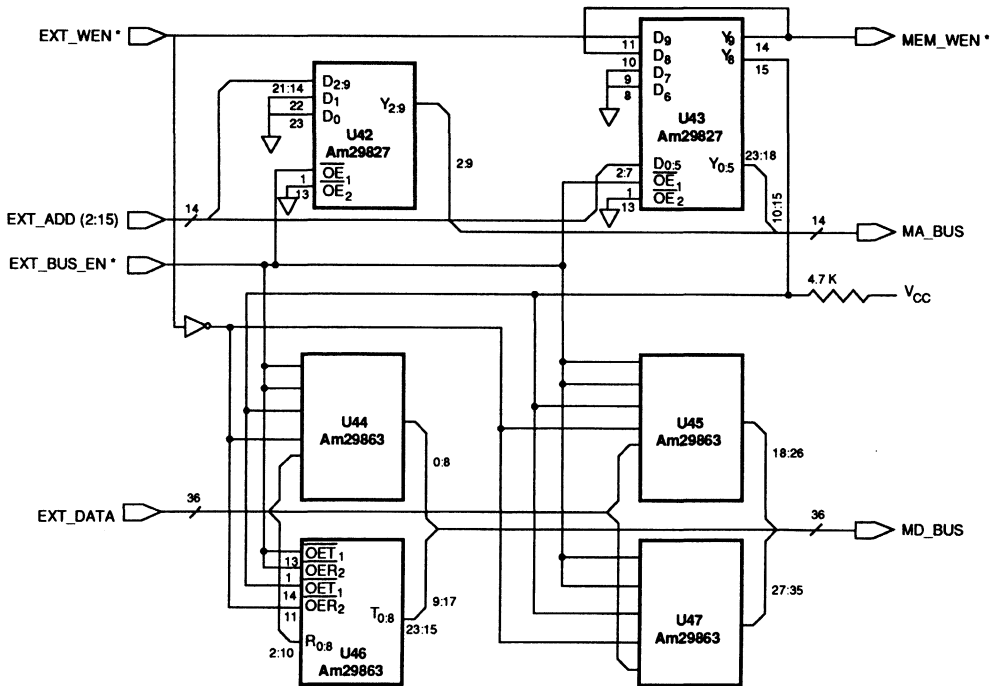 EXT_WEN *
D9
Y9
11
14
MEM_WEN *
D8
Y8
10
15
D7
9
D6
8
D2:9
21:14
D1
Y2:9
22
D0
23
U42
Am29827
U43
Am29827
2:9
D0:5
Y0:5
23:18
2:7
OE1
OE1
1
1
OE2
13
OE2
13
10:15
EXT_ADD (2:15)
14
14
MA_BUS
EXT_BUS_EN *
4.7 K
VCC
U44
Am29863
U45
Am29863
0:8
18:26
EXT_DATA
36
36
MD_BUS
OET1
13
OER2
1
OET1
14
OER2
11
9:17
T0:8
23:15
27:35
R0:8
2:10
U46
Am29863
U47
Am29863